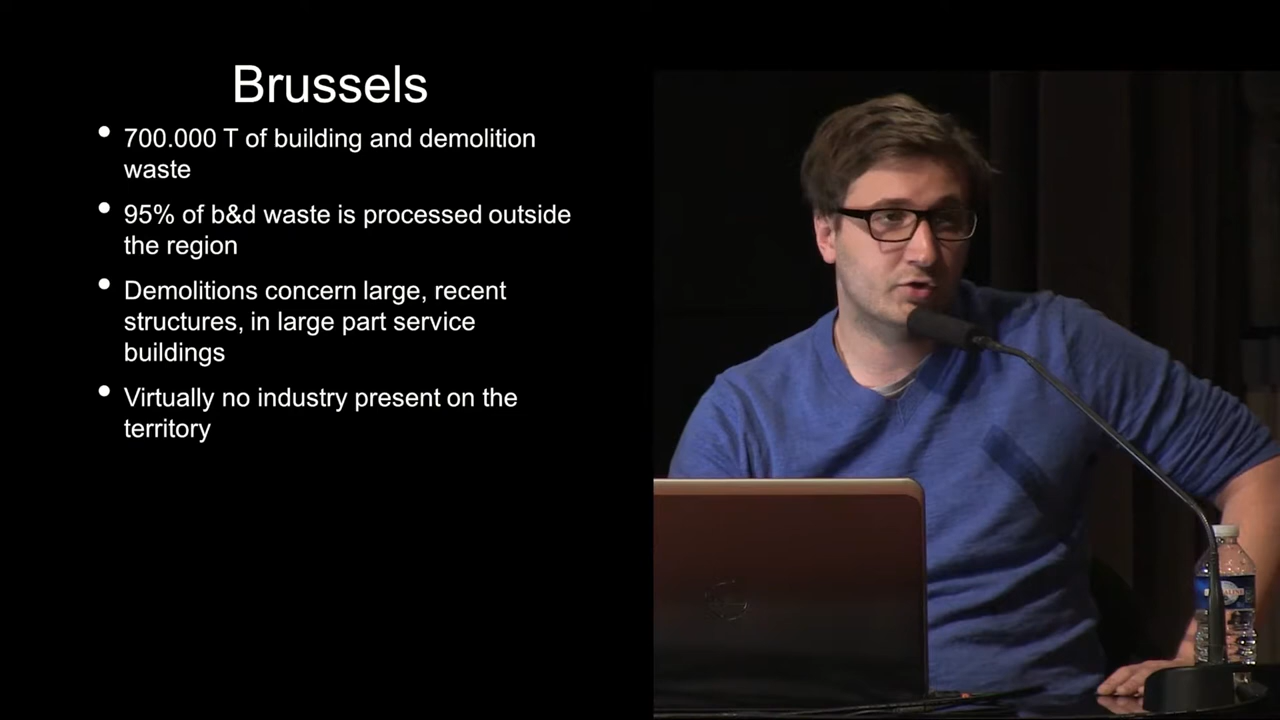 Brussels
• 700.000 T of building and demolition
waste
• 95% of b&d waste is processed outside
the region
• Demolitions concern large, recent
structures, in large part service
buildings
• Virtually no industry present on the
territory